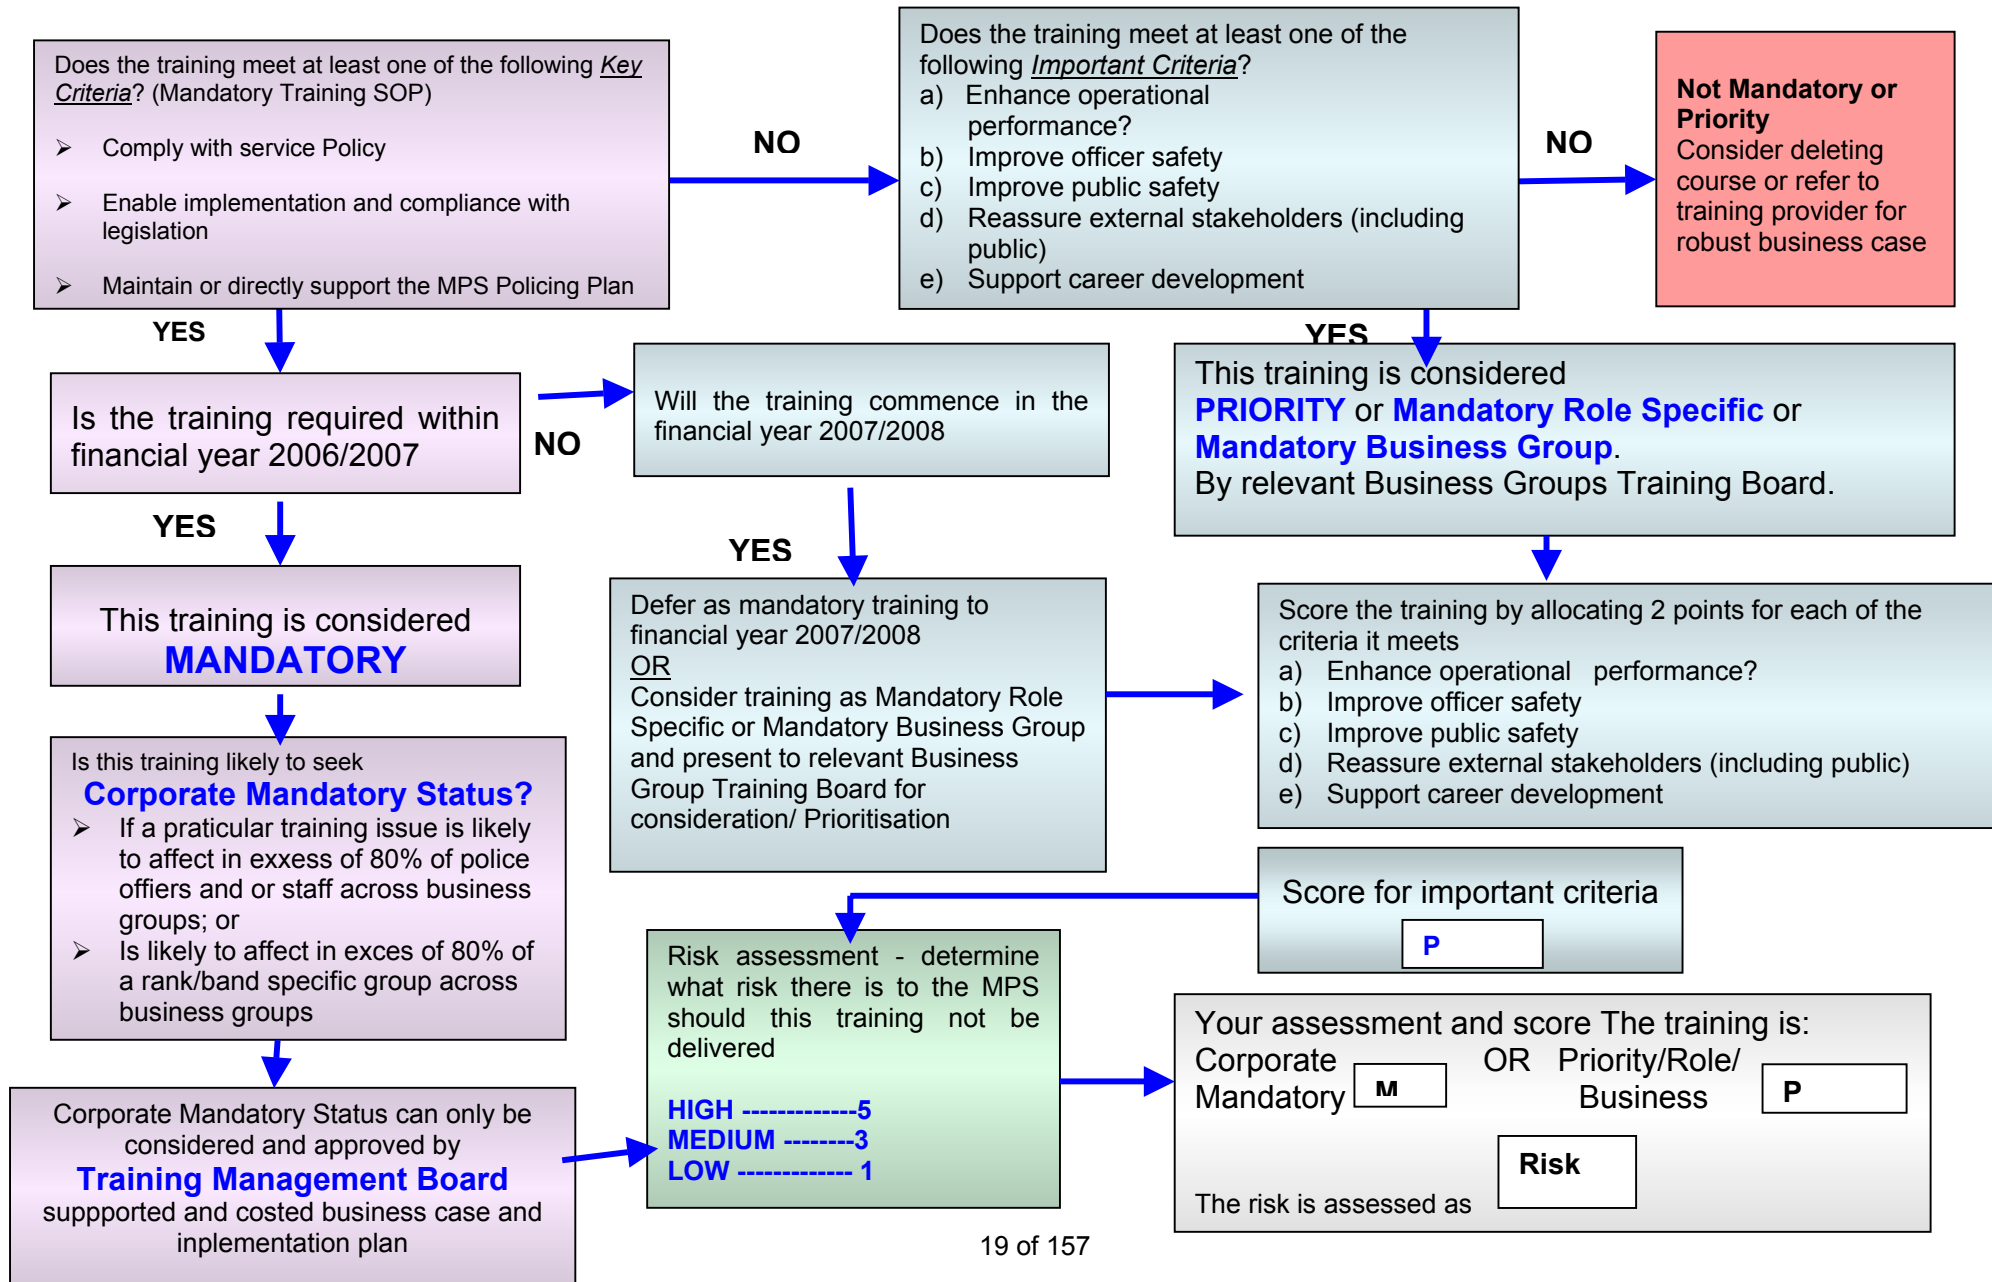 Does the training meet at least one of the following Key
Criteria? (Mandatory Training SOP)
➢ Comply with service Policy
➢ Enable implementation and compliance with
legislation
➢ Maintain or directly support the MPS Policing Plan
NO
Does the training meet at least one of the
following Important Criteria?
a) Enhance operational
performance?
b) Improve officer safety
c) Improve public safety
d) Reassure external stakeholders (including
public)
e) Support career development
NO
Not Mandatory or
Priority
Consider deleting
course or refer to
training provider for
robust business case
YES
YES
Is the training required within
financial year 2006/2007
NO
Will the training commence in the
financial year 2007/2008
This training is considered
PRIORITY or Mandatory Role Specific or
Mandatory Business Group.
By relevant Business Groups Training Board.
YES
YES
This training is considered
MANDATORY
Defer as mandatory training to
financial year 2007/2008
OR
Consider training as Mandatory Role
Specific or Mandatory Business Group
and present to relevant Business
Group Training Board for
consideration/ Prioritisation
Score the training by allocating 2 points for each of the
criteria it meets
a) Enhance operational performance?
b) Improve officer safety
c) Improve public safety
d) Reassure external stakeholders (including public)
e) Support career development
Is this training likely to seek
Corporate Mandatory Status?
➢ If a praticular training issue is likely
to affect in exxess of 80% of police
offiers and or staff across business
groups; or
➢ Is likely to affect in exces of 80% of
a rank/band specific group across
business groups
Score for important criteria
P
Risk assessment - determine
what risk there is to the MPS
should this training not be
delivered
HIGH -------------5
MEDIUM --------3
LOW ------------- 1
Your assessment and score The training is:
Corporate OR Priority/Role/
Mandatory M Business P
Risk
The risk is assessed as
Corporate Mandatory Status can only be
considered and approved by
Training Management Board
suppported and costed business case and
inplementation plan
19 of 157